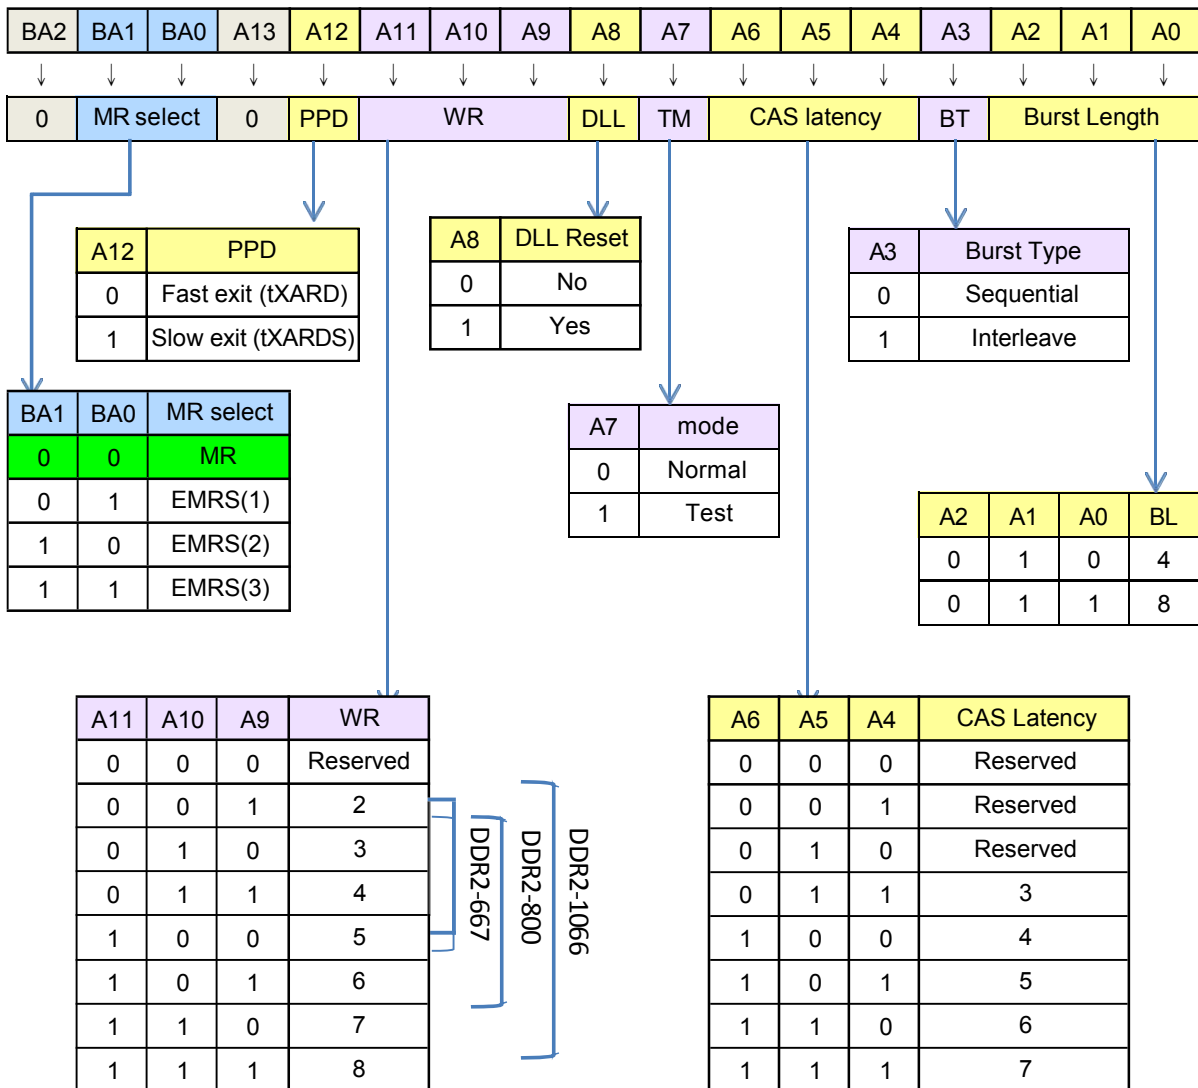 BA2 BA1 BA0 A13 A12 A11 A10 A9 A8 A7 A6 A5 A4 A3 A2 A1 A0
0 MR select 0 PPD WR DLL TM CAS latency BT Burst Length
A12 PPD
0 Fast exit (tXARD)
1 Slow exit (tXARDS)
A8 DLL Reset
0 No
1 Yes
A3 Burst Type
0 Sequential
1 Interleave
BA1 BA0 MR select
0 0 MR
0 1 EMRS(1)
1 0 EMRS(2)
1 1 EMRS(3)
A7 mode
0 Normal
1 Test
A2 A1 A0 BL
0 1 0 4
0 1 1 8
A11 A10 A9 WR
0 0 0 Reserved
0 0 1 2
0 1 0 3
0 1 1 4
1 0 0 5
1 0 1 6
1 1 0 7
1 1 1 8
DDR2-667
DDR2-800
DDR2-1066
A6 A5 A4 CAS Latency
0 0 0 Reserved
0 0 1 Reserved
0 1 0 Reserved
0 1 1 3
1 0 0 4
1 0 1 5
1 1 0 6
1 1 1 7